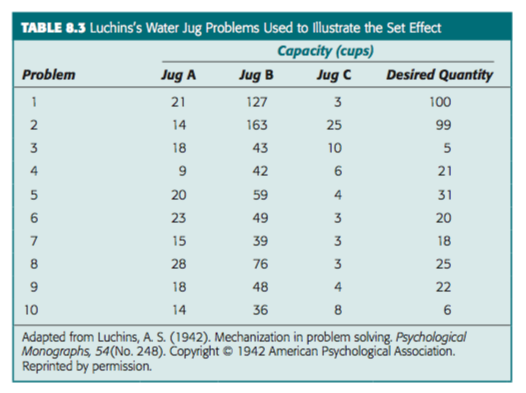 TABLE 8.3 Luchins's Water Jug Problems Used to Illustrate the Set Effect
Capacity (cups)
Problem Jug A Jug B Jug C Desired Quantity
1 21 127 3 100
2 14 163 25 99
3 18 43 10 5
4 9 42 6 21
5 20 59 4 31
6 23 49 3 20
7 15 39 3 18
8 28 76 3 25
9 18 48 4 22
10 14 36 8 6
Adapted from Luchins, A. S. (1942). Mechanization in problem solving. Psychological
Monographs, 54(No. 248). Copyright © 1942 American Psychological Association.
Reprinted by permission.